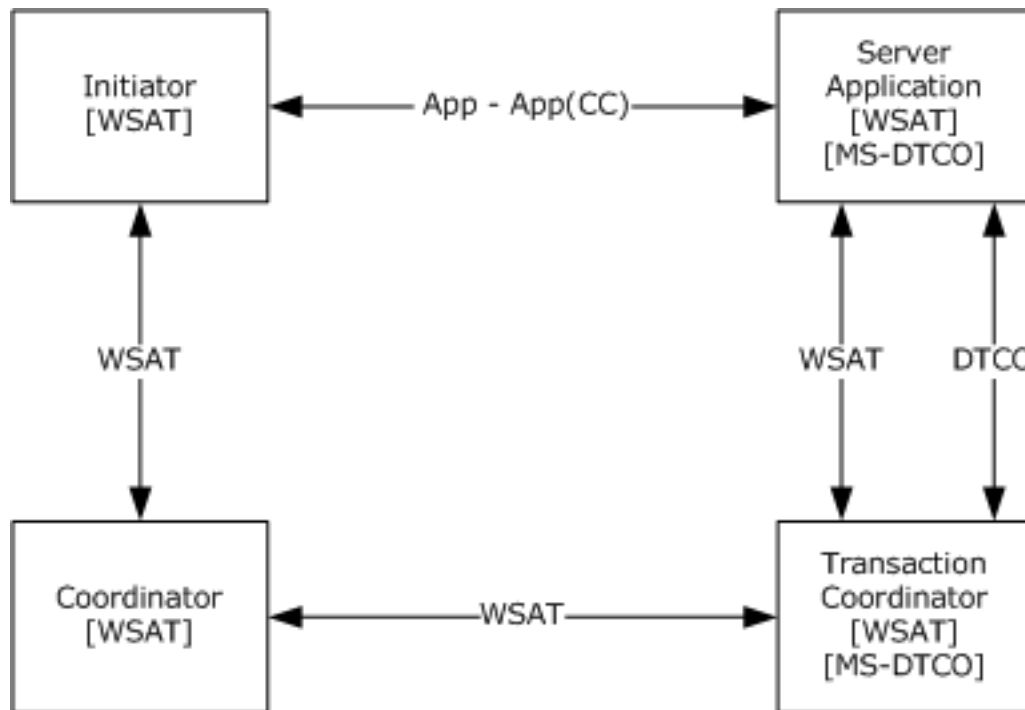 Initiator
[WSAT]
App - App(CC)
Server
Application
[WSAT]
[MS-DTCO]
WSAT
WSAT
DTCO
Coordinator
[WSAT]
WSAT
Transaction
Coordinator
[WSAT]
[MS-DTCO]